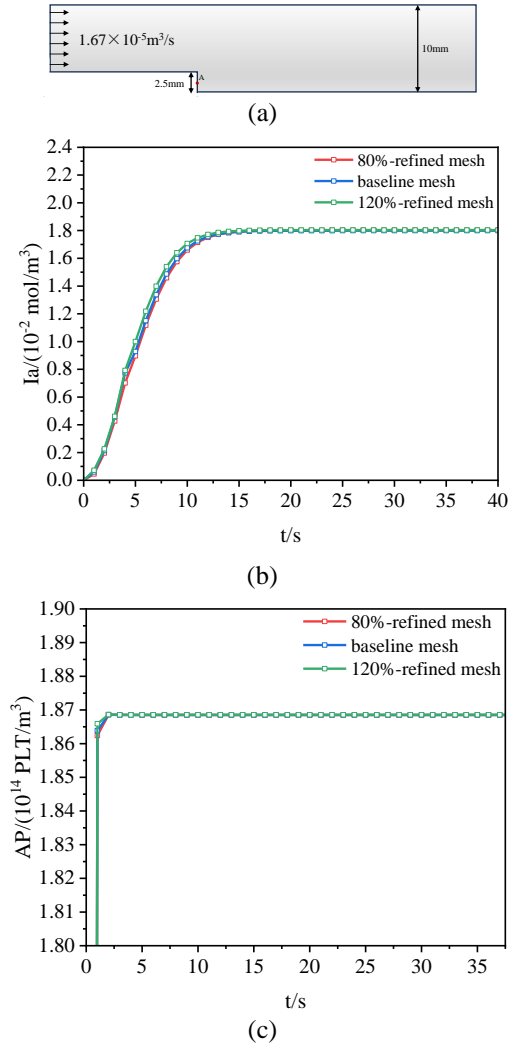 1.67×10⁻⁵m³/s
10mm
2.5mm
A
(a)
2.4
2.2
2.0
1.8
1.6
1.4
1.2
1.0
0.8
0.6
0.4
0.2
0.0
Ia/(10⁻² mol/m³)
80%-refined mesh
baseline mesh
120%-refined mesh
0 5 10 15 20 25 30 35 40
t/s
(b)
1.90
1.89
1.88
1.87
1.86
1.85
1.84
1.83
1.82
1.81
1.80
AP/(10¹⁴ PLT/m³)
80%-refined mesh
baseline mesh
120%-refined mesh
0 5 10 15 20 25 30 35
t/s
(c)